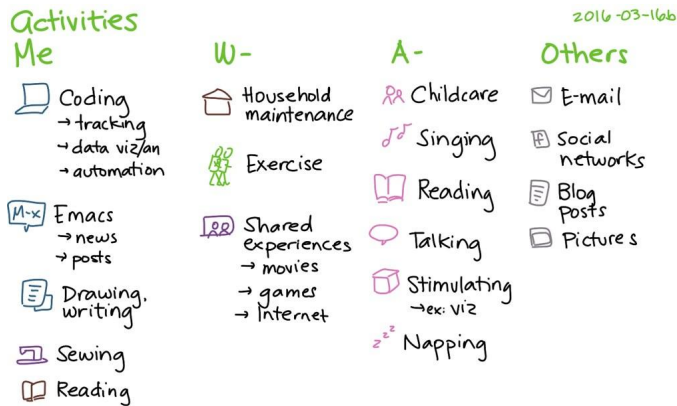 Activities
2016-03-16b
Me
Coding
→ tracking
→ data viz/an
→ automation
M-x
Emacs
→ news
→ posts
Drawing,
writing
Sewing
Reading
W-
Household
maintenance
Exercise
Shared
experiences
→ movies
→ games
→ Internet
A-
Childcare
Singing
Reading
Talking
Stimulating
→ ex: viz
zzz
Napping
Others
E-mail
f
Social
networks
Blog
posts
Pictures